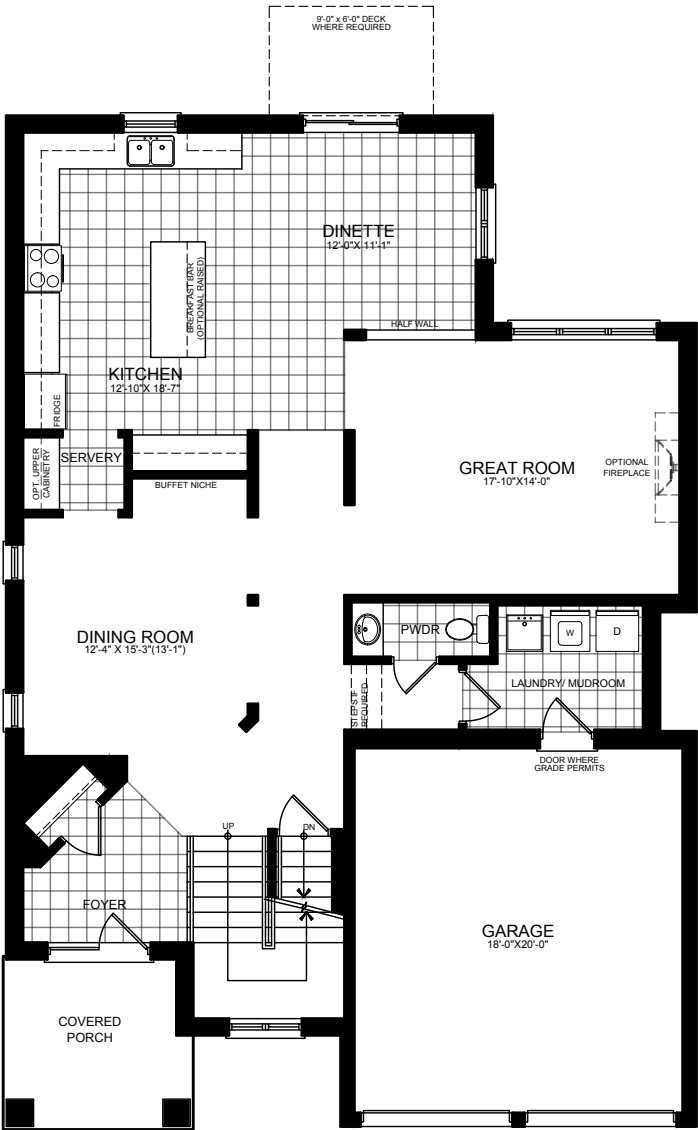 9'-0" x 6'-0" DECK
WHERE REQUIRED
DINETTE
12'-0"X 11'-1"
BREAKFAST BAR
(OPTIONAL RAISED)
HALF WALL
KITCHEN
12'-10"X 18'-7"
FRIDGE
OPT. UPPER
CABINETRY
SERVERY
BUFFET NICHE
GREAT ROOM
17'-10"X14'-0"
OPTIONAL
FIREPLACE
DINING ROOM
12'-4" X 15'-3"(13'-1")
PWDR
W
D
STEPS IF
REQUIRED
LAUNDRY/ MUDROOM
DOOR WHERE
GRADE PERMITS
UP
DN
FOYER
GARAGE
18'-0"X20'-0"
COVERED
PORCH